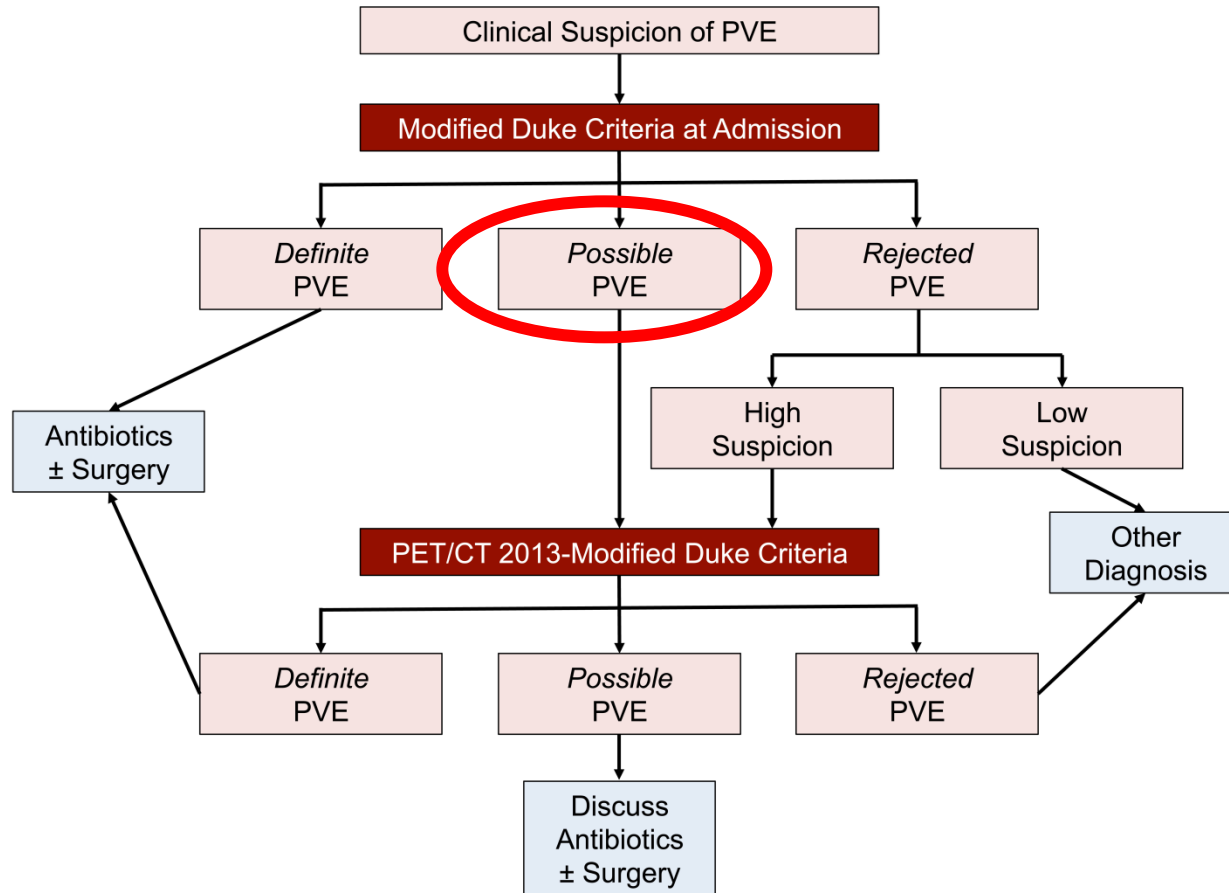 Clinical Suspicion of PVE
Modified Duke Criteria at Admission
Definite
PVE
Possible
PVE
Rejected
PVE
High
Suspicion
Low
Suspicion
Antibiotics
± Surgery
PET/CT 2013-Modified Duke Criteria
Other
Diagnosis
Definite
PVE
Possible
PVE
Rejected
PVE
Discuss
Antibiotics
± Surgery